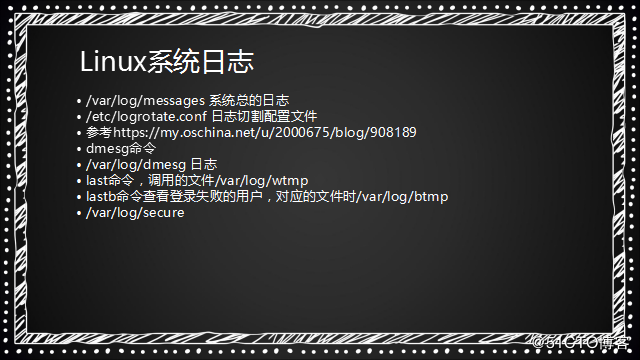 Linux系统日志
• /var/log/messages 系统总的日志
• /etc/logrotate.conf 日志切割配置文件
• 参考https://my.oschina.net/u/2000675/blog/908189
• dmesg命令
• /var/log/dmesg 日志
• last命令，调用的文件/var/log/wtmp
• lastb命令查看登录失败的用户，对应的文件时/var/log/btmp
• /var/log/secure
@51CTO博客